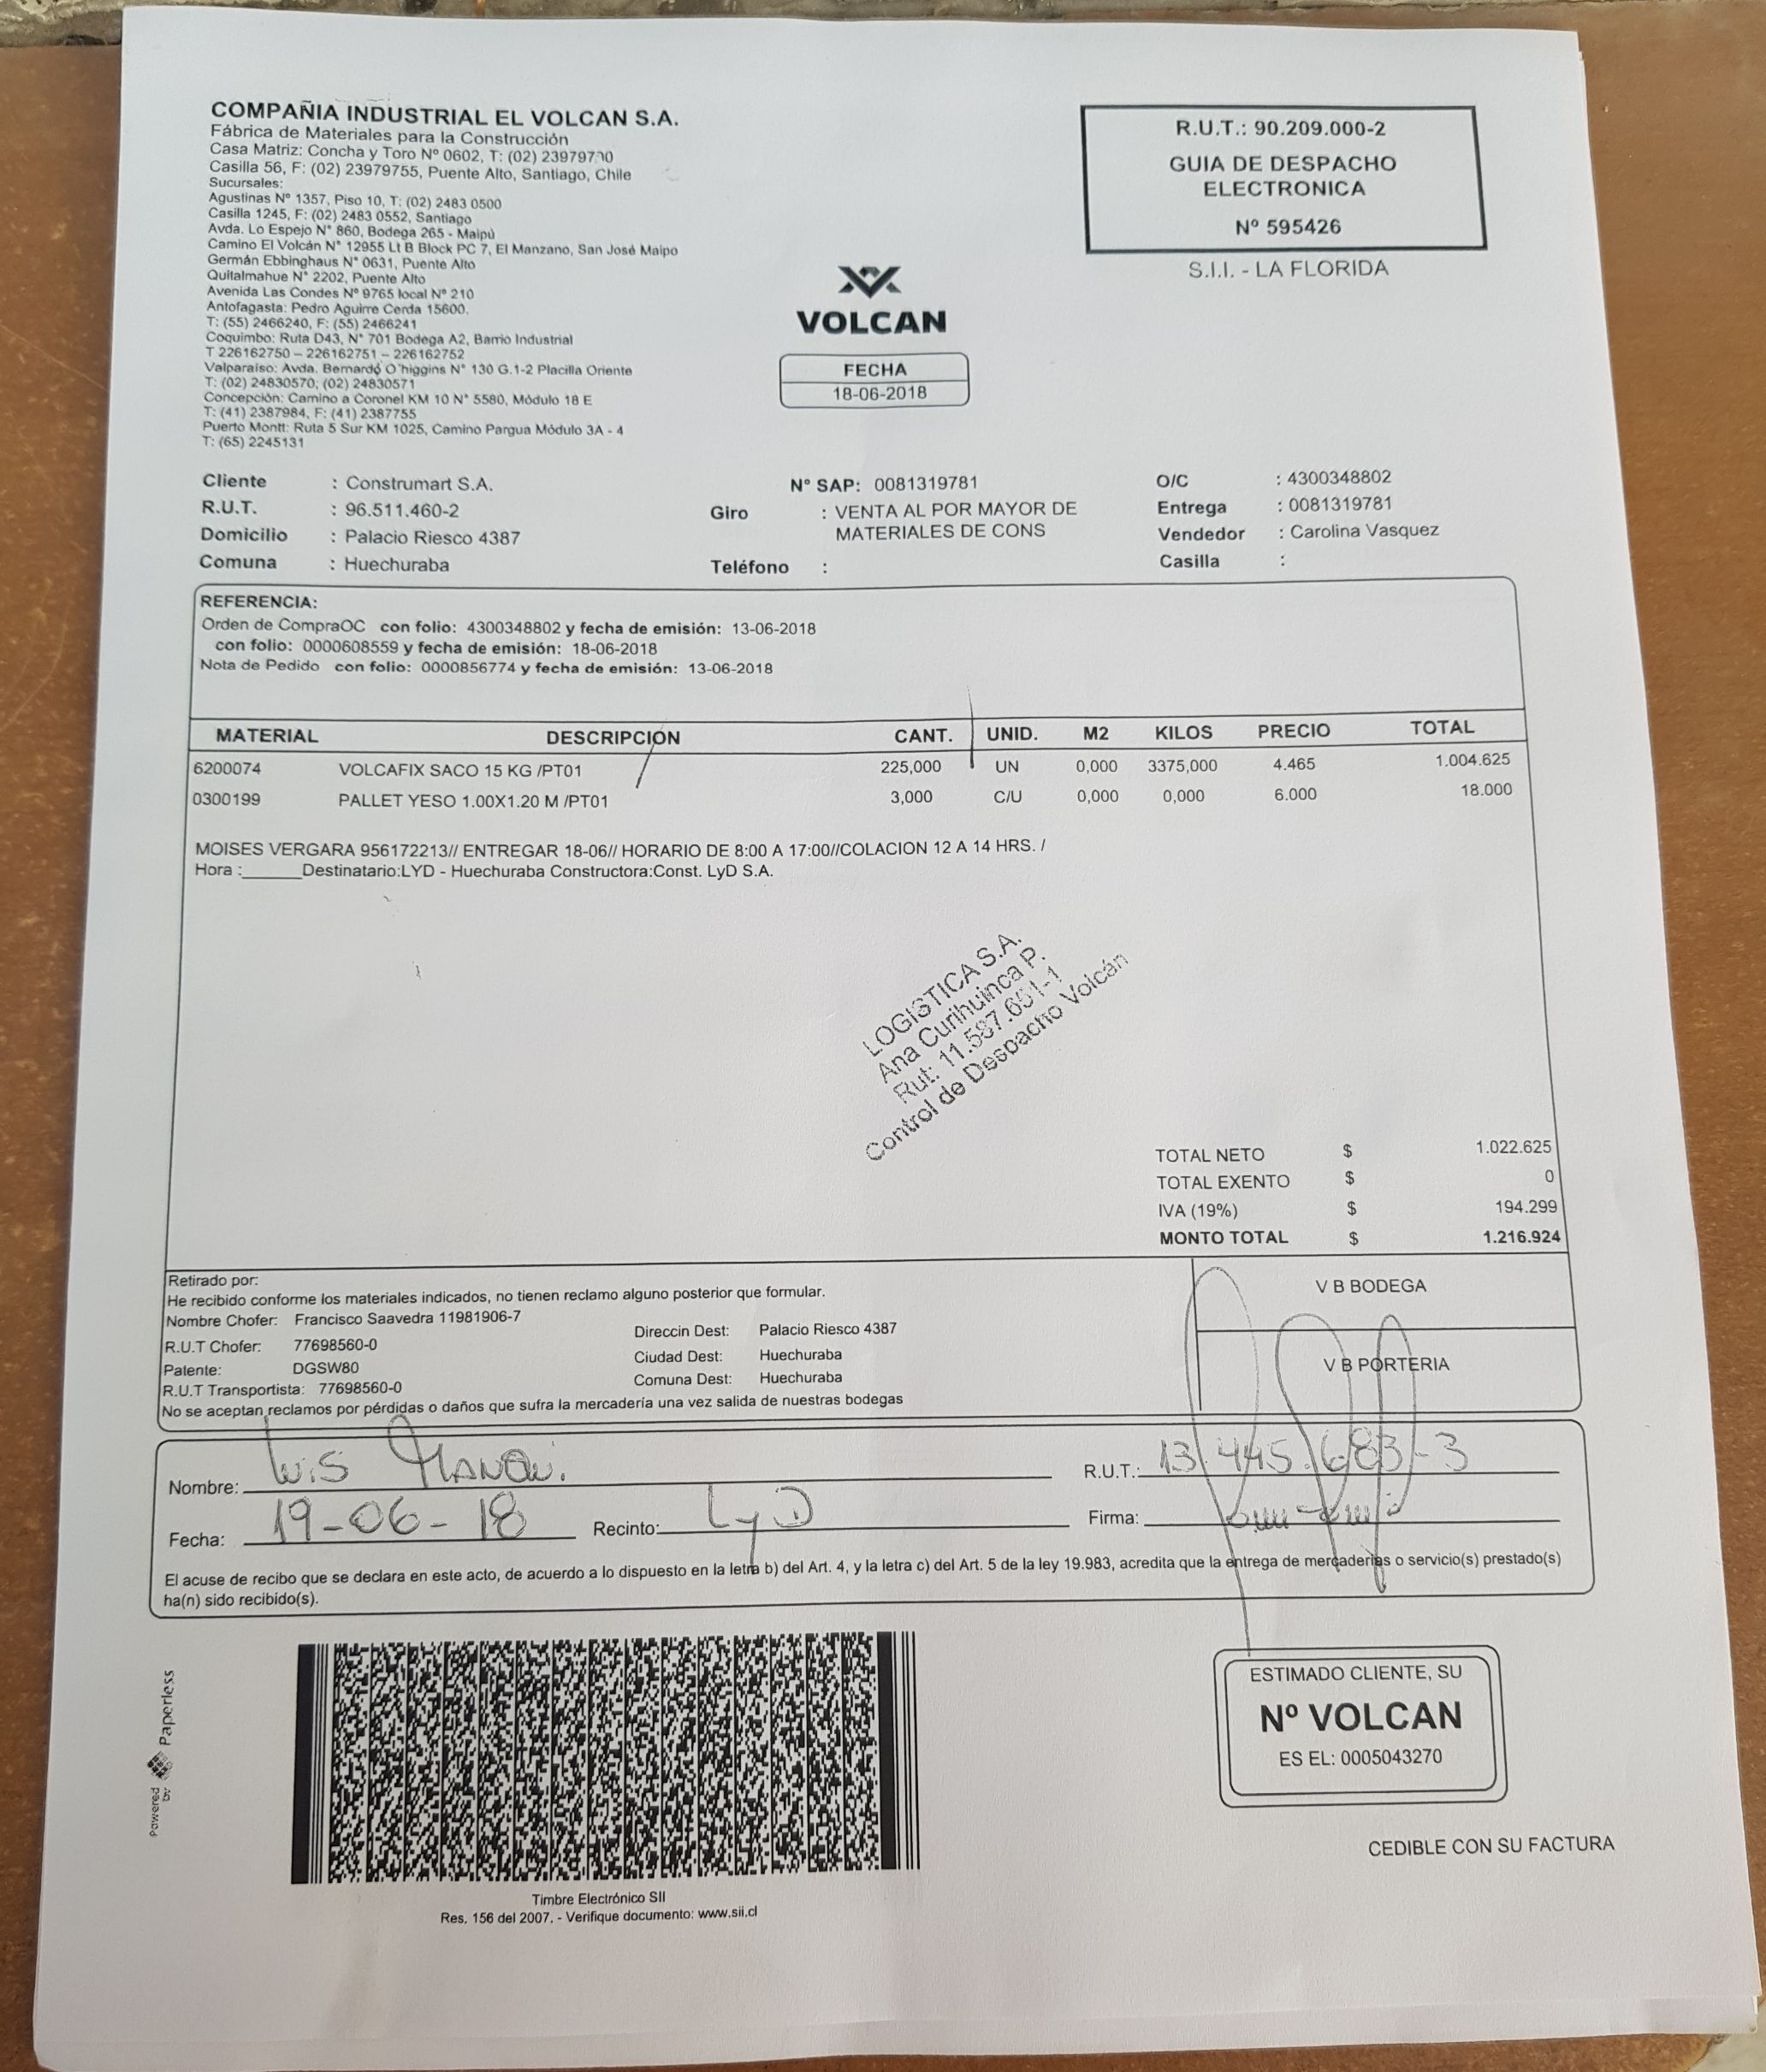 COMPAÑIA INDUSTRIAL EL VOLCAN S.A.
Fábrica de Materiales para la Construcción
Casa Matriz: Concha y Toro Nº 0602, T: (02) 23979700
Casilla 56, F: (02) 23979755, Puente Alto, Santiago, Chile
Sucursales:
Agustinas Nº 1357, Piso 10, T: (02) 2483 0500
Casilla 1245, F: (02) 2483 0552, Santiago
Avda. Lo Espejo N° 860, Bodega 265 - Maipú
Camino El Volcán N° 12955 Lt B Block PC 7, El Manzano, San José Maipo
Germán Ebbinghaus N° 0631, Puente Alto
Quitalmahue N° 2202, Puente Alto
Avenida Las Condes Nº 9765 local Nº 210
Antofagasta: Pedro Aguirre Cerda 15600.
T: (55) 2466240, F: (55) 2466241
Coquimbo: Ruta D43, N° 701 Bodega A2, Barrio Industrial
T 226162750 – 226162751 – 226162752
Valparaíso: Avda. Bernardo O'higgins N° 130 G.1-2 Placilla Oriente
T: (02) 24830570; (02) 24830571
Concepción: Camino a Coronel KM 10 N° 5580, Módulo 18 E
T: (41) 2387984, F: (41) 2387755
Puerto Montt: Ruta 5 Sur KM 1025, Camino Pargua Módulo 3A - 4
T: (65) 2245131
VOLCAN
FECHA
18-06-2018
R.U.T.: 90.209.000-2
GUIA DE DESPACHO
ELECTRONICA
Nº 595426
S.I.I. - LA FLORIDA
Cliente : Construmart S.A. N° SAP: 0081319781 O/C : 4300348802
R.U.T. : 96.511.460-2 Giro : VENTA AL POR MAYOR DE Entrega : 0081319781
Domicilio : Palacio Riesco 4387 MATERIALES DE CONS Vendedor : Carolina Vasquez
Comuna : Huechuraba Teléfono : Casilla :
REFERENCIA:
Orden de CompraOC con folio: 4300348802 y fecha de emisión: 13-06-2018
con folio: 0000608559 y fecha de emisión: 18-06-2018
Nota de Pedido con folio: 0000856774 y fecha de emisión: 13-06-2018
MATERIAL DESCRIPCIÓN CANT. UNID. M2 KILOS PRECIO TOTAL
6200074 VOLCAFIX SACO 15 KG /PT01 225,000 UN 0,000 3375,000 4.465 1.004.625
0300199 PALLET YESO 1.00X1.20 M /PT01 3,000 C/U 0,000 0,000 6.000 18.000
MOISES VERGARA 956172213// ENTREGAR 18-06// HORARIO DE 8:00 A 17:00//COLACION 12 A 14 HRS. /
Hora :______Destinatario:LYD - Huechuraba Constructora:Const. LyD S.A.
LOGISTICA S.A.
Ana Curihuinca P.
Rut: 11.587.651-1
Control de Despacho Volcán
TOTAL NETO $ 1.022.625
TOTAL EXENTO $ 0
IVA (19%) $ 194.299
MONTO TOTAL $ 1.216.924
Retirado por:
He recibido conforme los materiales indicados, no tienen reclamo alguno posterior que formular.
Nombre Chofer: Francisco Saavedra 11981906-7
R.U.T Chofer: 77698560-0
Patente: DGSW80
R.U.T Transportista: 77698560-0
Direccin Dest: Palacio Riesco 4387
Ciudad Dest: Huechuraba
Comuna Dest: Huechuraba
No se aceptan reclamos por pérdidas o daños que sufra la mercadería una vez salida de nuestras bodegas
V B BODEGA
V B PORTERIA
Nombre: Luis R.U.T.: 13.445.683-3
Fecha: 19-06-18 Recinto: LyD Firma:
El acuse de recibo que se declara en este acto, de acuerdo a lo dispuesto en la letra b) del Art. 4, y la letra c) del Art. 5 de la ley 19.983, acredita que la entrega de mercaderías o servicio(s) prestado(s)
ha(n) sido recibido(s).
Powered by Paperless
Timbre Electrónico SII
Res. 156 del 2007. - Verifique documento: www.sii.cl
ESTIMADO CLIENTE, SU
Nº VOLCAN
ES EL: 0005043270
CEDIBLE CON SU FACTURA